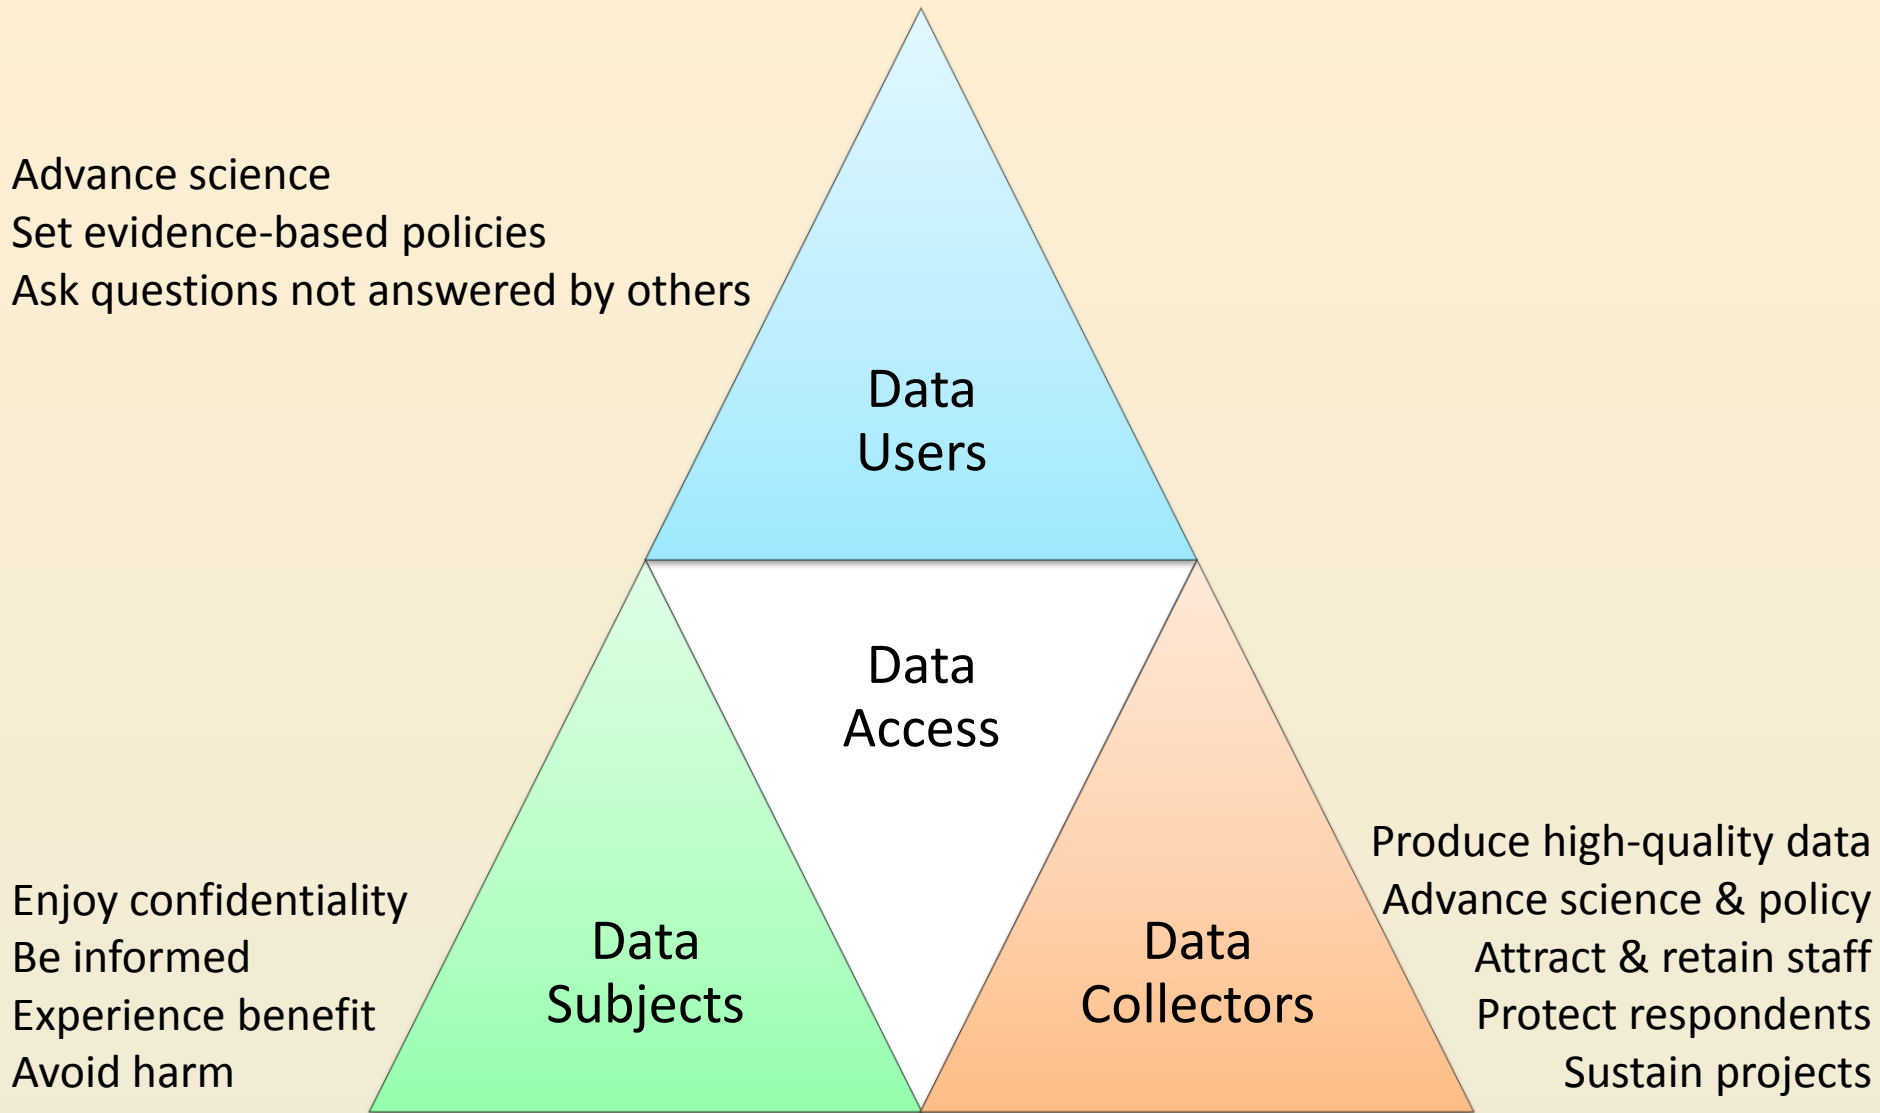 Advance science
Set evidence-based policies
Ask questions not answered by others
Data
Users
Data
Access
Enjoy confidentiality
Be informed
Experience benefit
Avoid harm
Data
Subjects
Data
Collectors
Produce high-quality data
Advance science & policy
Attract & retain staff
Protect respondents
Sustain projects